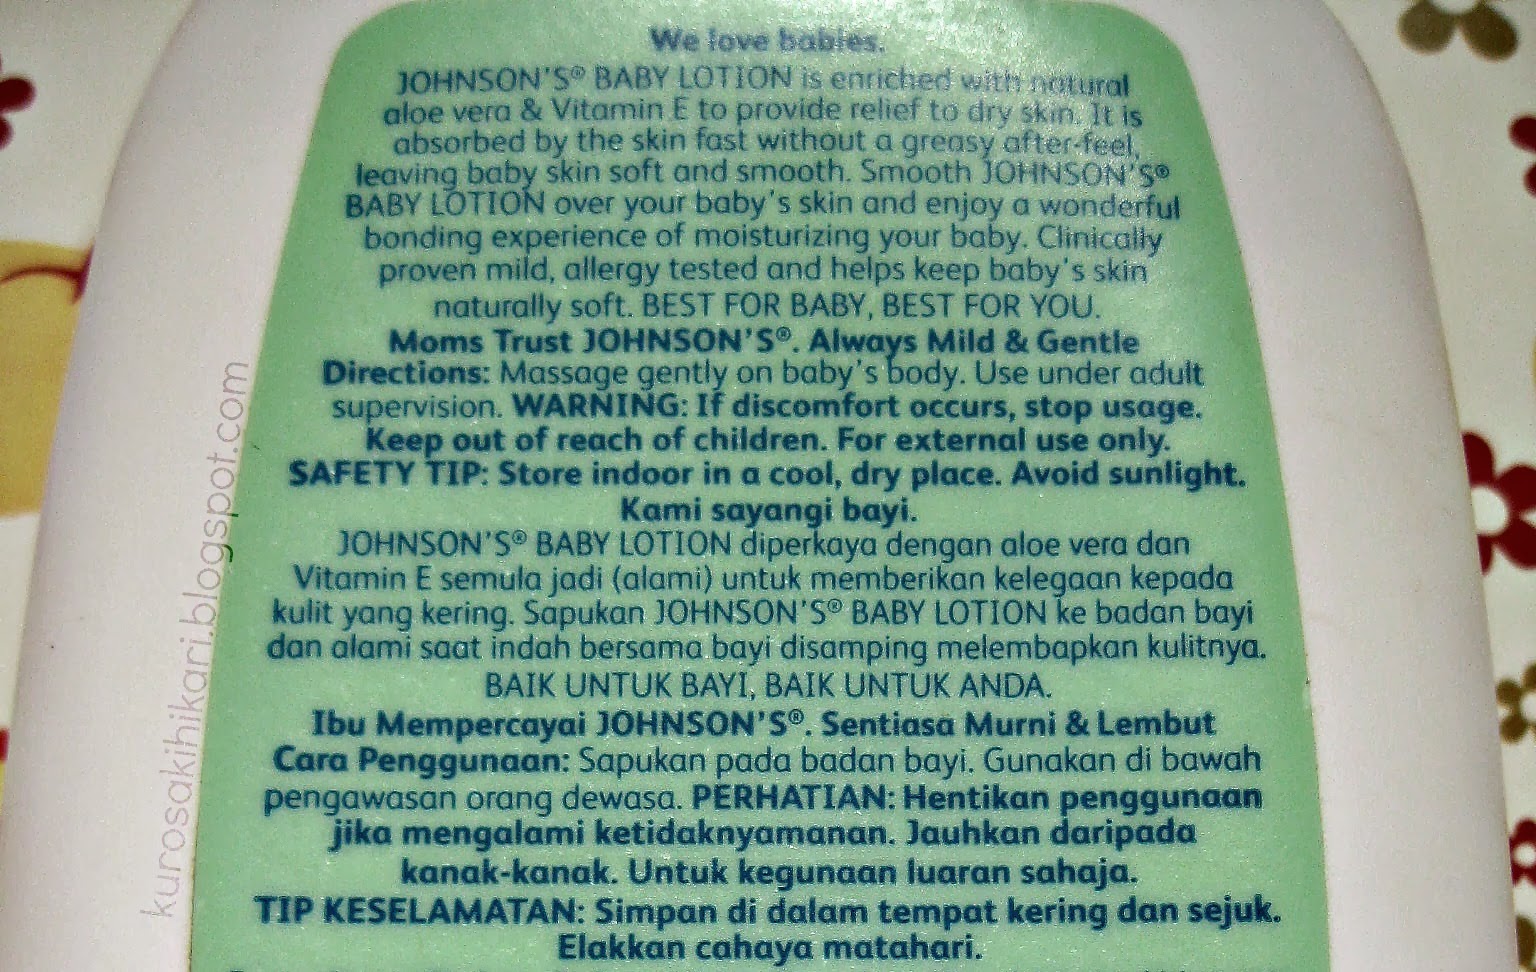 We love babies.
JOHNSON'S® BABY LOTION is enriched with natural
aloe vera & Vitamin E to provide relief to dry skin. It is
absorbed by the skin fast without a greasy after-feel,
leaving baby skin soft and smooth. Smooth JOHNSON'S®
BABY LOTION over your baby's skin and enjoy a wonderful
bonding experience of moisturizing your baby. Clinically
proven mild, allergy tested and helps keep baby's skin
naturally soft. BEST FOR BABY, BEST FOR YOU.
Moms Trust JOHNSON'S®. Always Mild & Gentle
Directions: Massage gently on baby's body. Use under adult
supervision. WARNING: If discomfort occurs, stop usage.
Keep out of reach of children. For external use only.
SAFETY TIP: Store indoor in a cool, dry place. Avoid sunlight.
Kami sayangi bayi.
JOHNSON'S® BABY LOTION diperkaya dengan aloe vera dan
Vitamin E semula jadi (alami) untuk memberikan kelegaan kepada
kulit yang kering. Sapukan JOHNSON'S® BABY LOTION ke badan bayi
dan alami saat indah bersama bayi disamping melembapkan kulitnya.
BAIK UNTUK BAYI, BAIK UNTUK ANDA.
Ibu Mempercayai JOHNSON'S®. Sentiasa Murni & Lembut
Cara Penggunaan: Sapukan pada badan bayi. Gunakan di bawah
pengawasan orang dewasa. PERHATIAN: Hentikan penggunaan
jika mengalami ketidaknyamanan. Jauhkan daripada
kanak-kanak. Untuk kegunaan luaran sahaja.
TIP KESELAMATAN: Simpan di dalam tempat kering dan sejuk.
Elakkan cahaya matahari.
kurosakihikari.blogspot.com